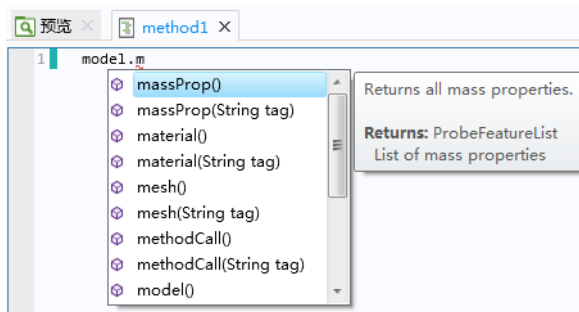 预览 method1
1 model.m
massProp()
massProp(String tag)
material()
material(String tag)
mesh()
mesh(String tag)
methodCall()
methodCall(String tag)
model()
Returns all mass properties.
Returns: ProbeFeatureList
List of mass properties